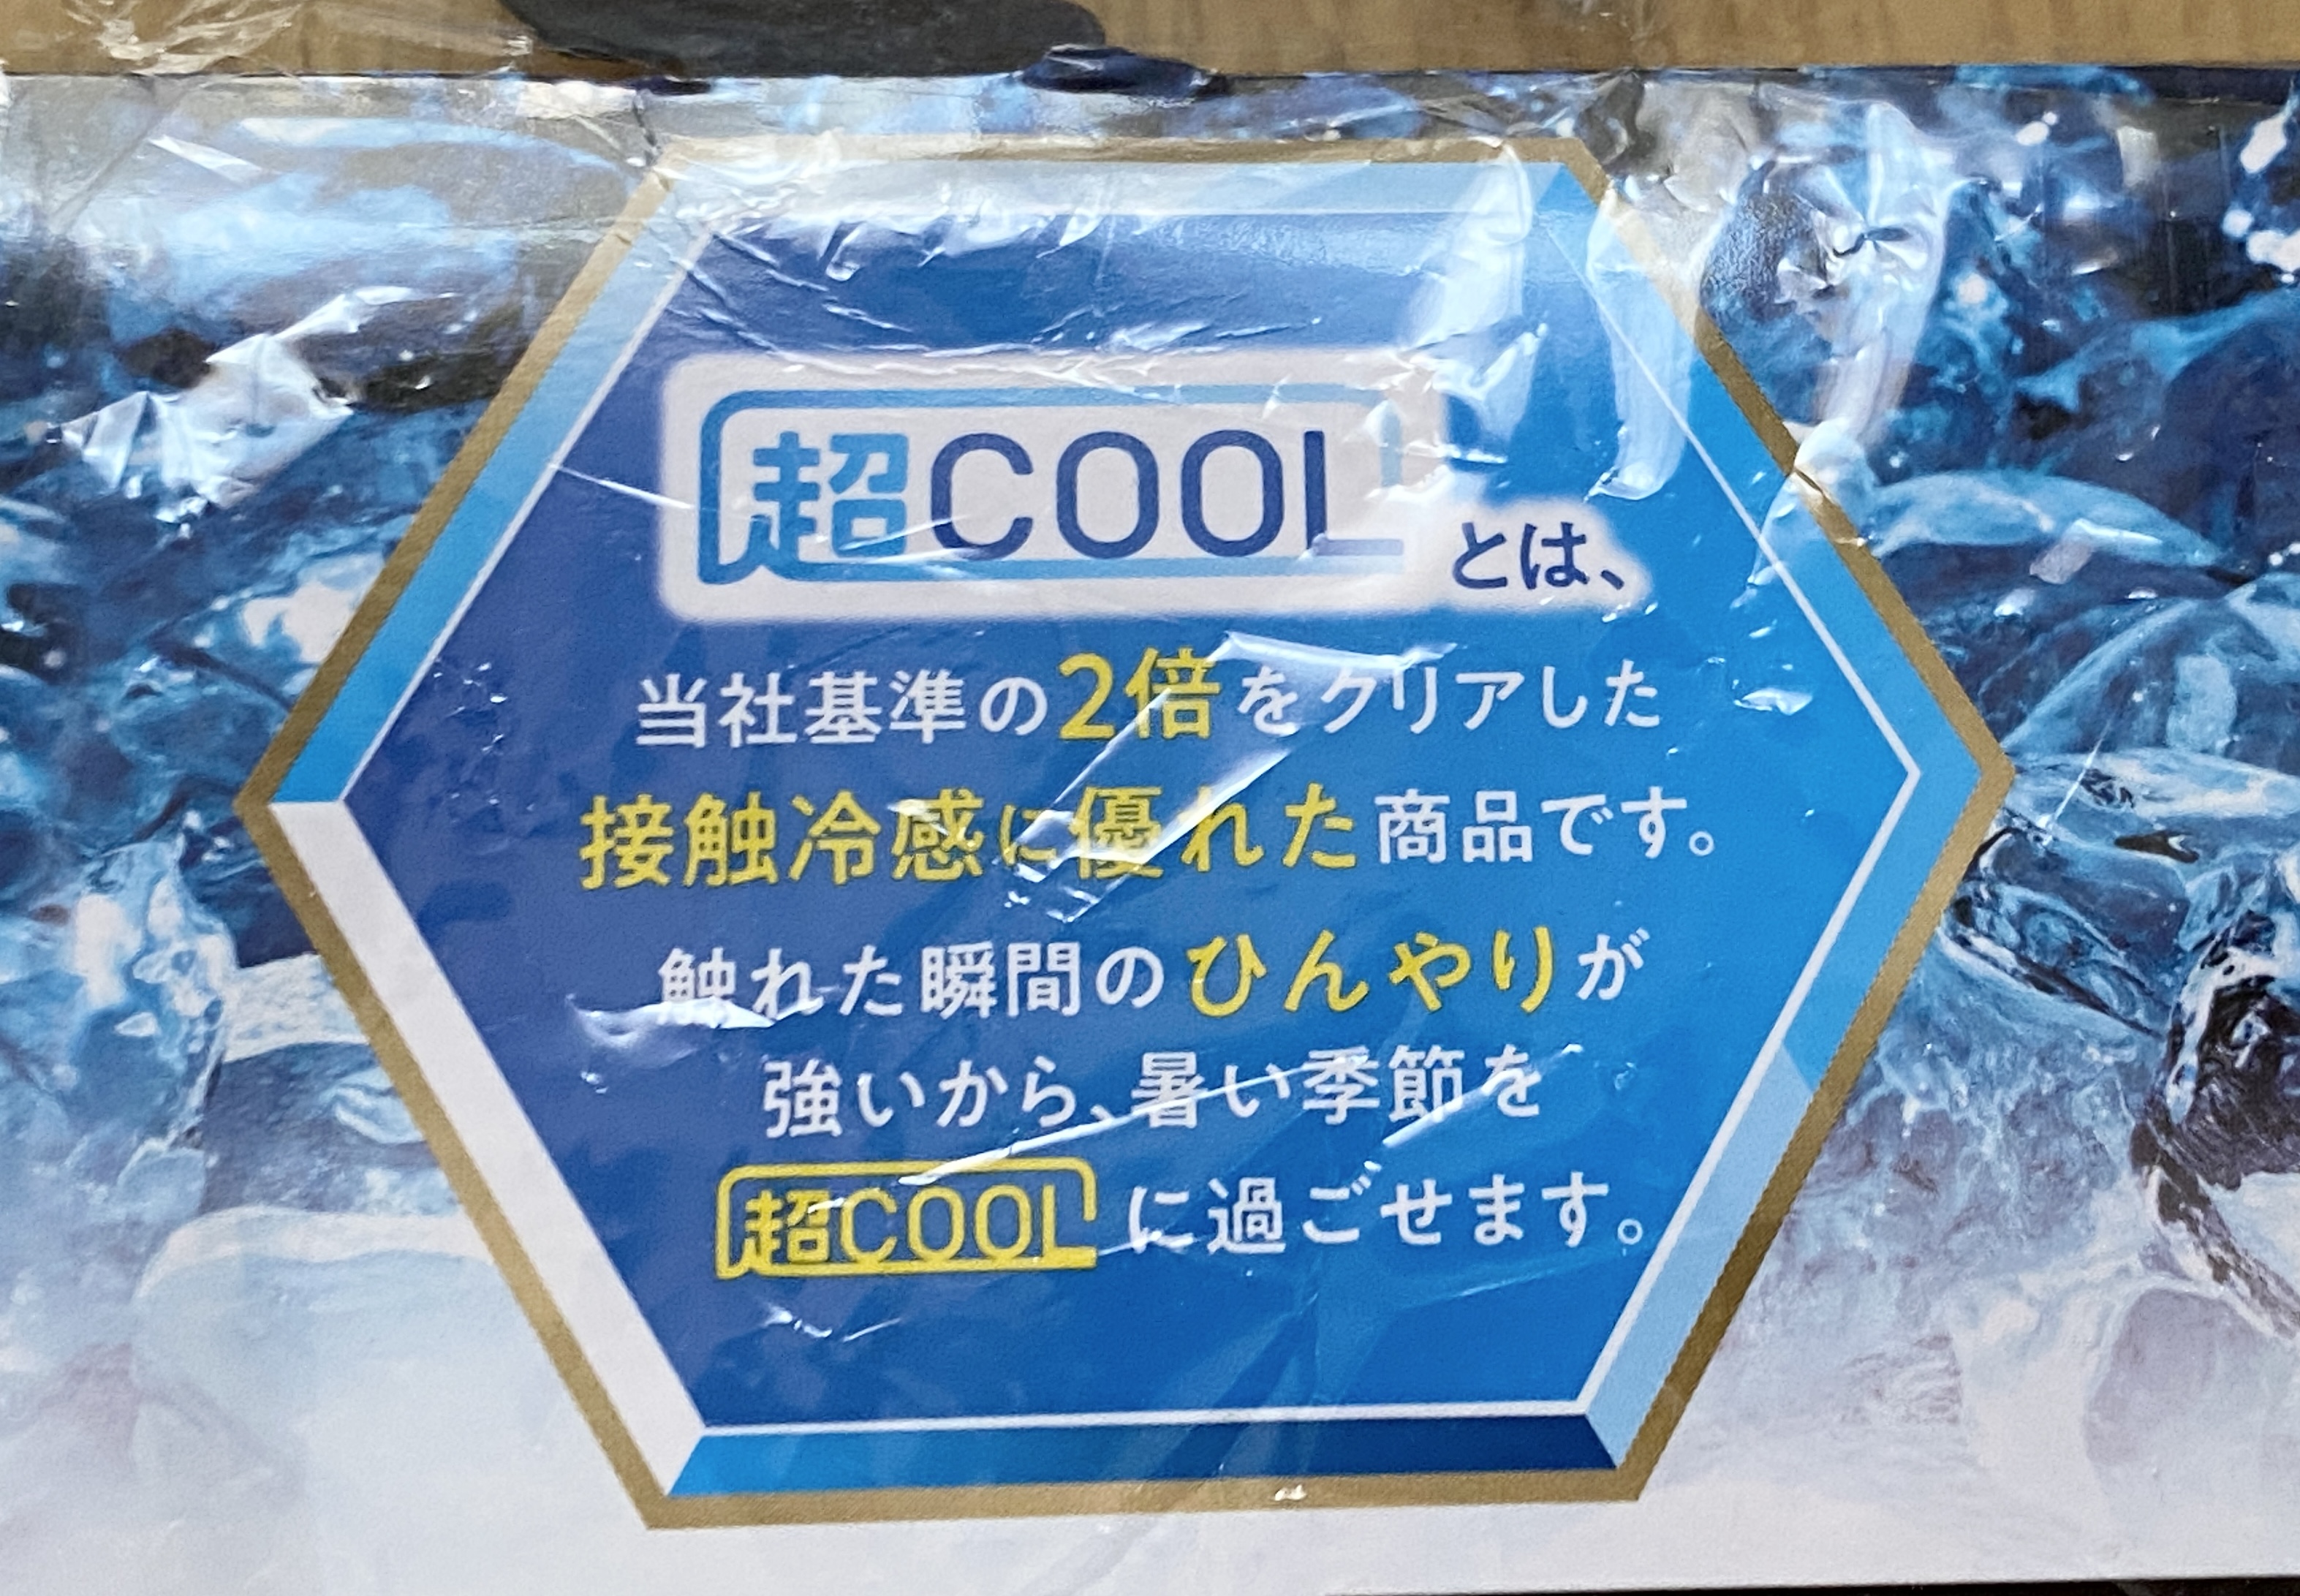 超COOLとは、
当社基準の2倍をクリアした
接触冷感に優れた商品です。
触れた瞬間のひんやりが
強いから、暑い季節を
超COOLに過ごせます。